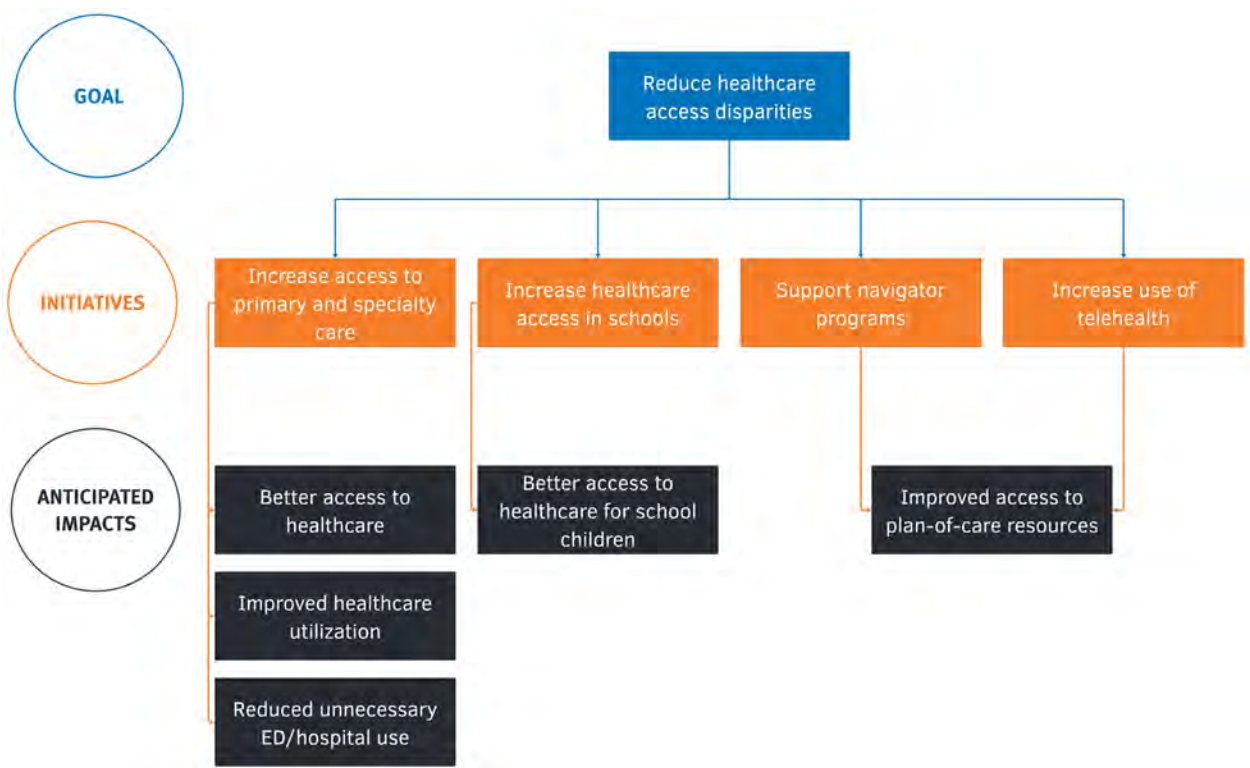 GOAL
Reduce healthcare
access disparities
INITIATIVES
Increase access to
primary and specialty
care
Increase healthcare
access in schools
Support navigator
programs
Increase use of
telehealth
ANTICIPATED
IMPACTS
Better access to
healthcare
Better access to
healthcare for school
children
Improved access to
plan-of-care resources
Improved healthcare
utilization
Reduced unnecessary
ED/hospital use